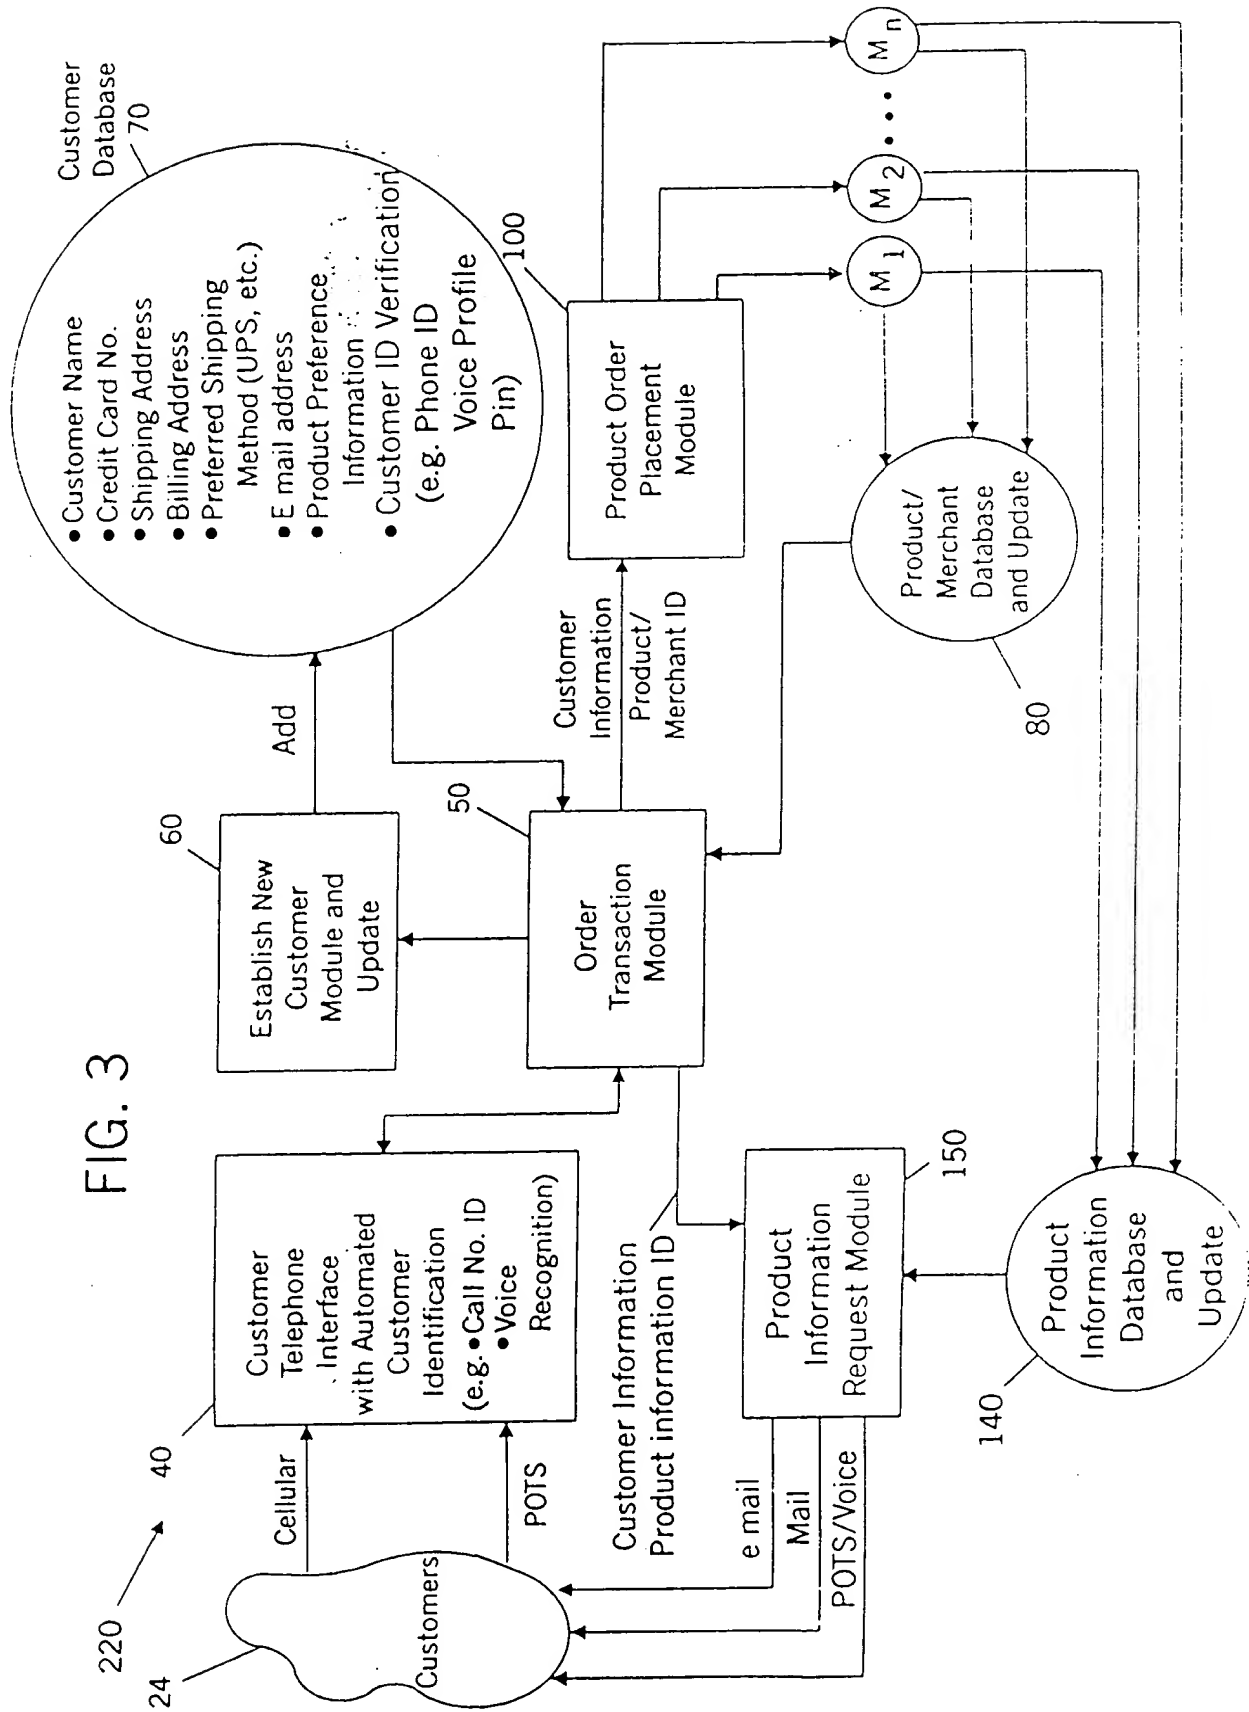 FIG. 3
220
24
Customers
Cellular
POTS
40
Customer
Telephone
Interface
with Automated
Customer
Identification
(e.g. • Call No. ID
• Voice
Recognition)
60
Establish New
Customer
Module and
Update
Add
Customer
Database
70
• Customer Name
• Credit Card No.
• Shipping Address
• Billing Address
• Preferred Shipping
Method (UPS, etc.)
• E mail address
• Product Preference
Information
• Customer ID Verification
(e.g. Phone ID
Voice Profile
Pin)
50
Order
Transaction
Module
Customer
Information
Product/
Merchant ID
100
Product Order
Placement
Module
M1
M2
• • •
Mn
Customer Information
Product information ID
e mail
Mail
POTS/Voice
150
Product
Information
Request Module
80
Product/
Merchant
Database
and Update
140
Product
Information
Database
and
Update